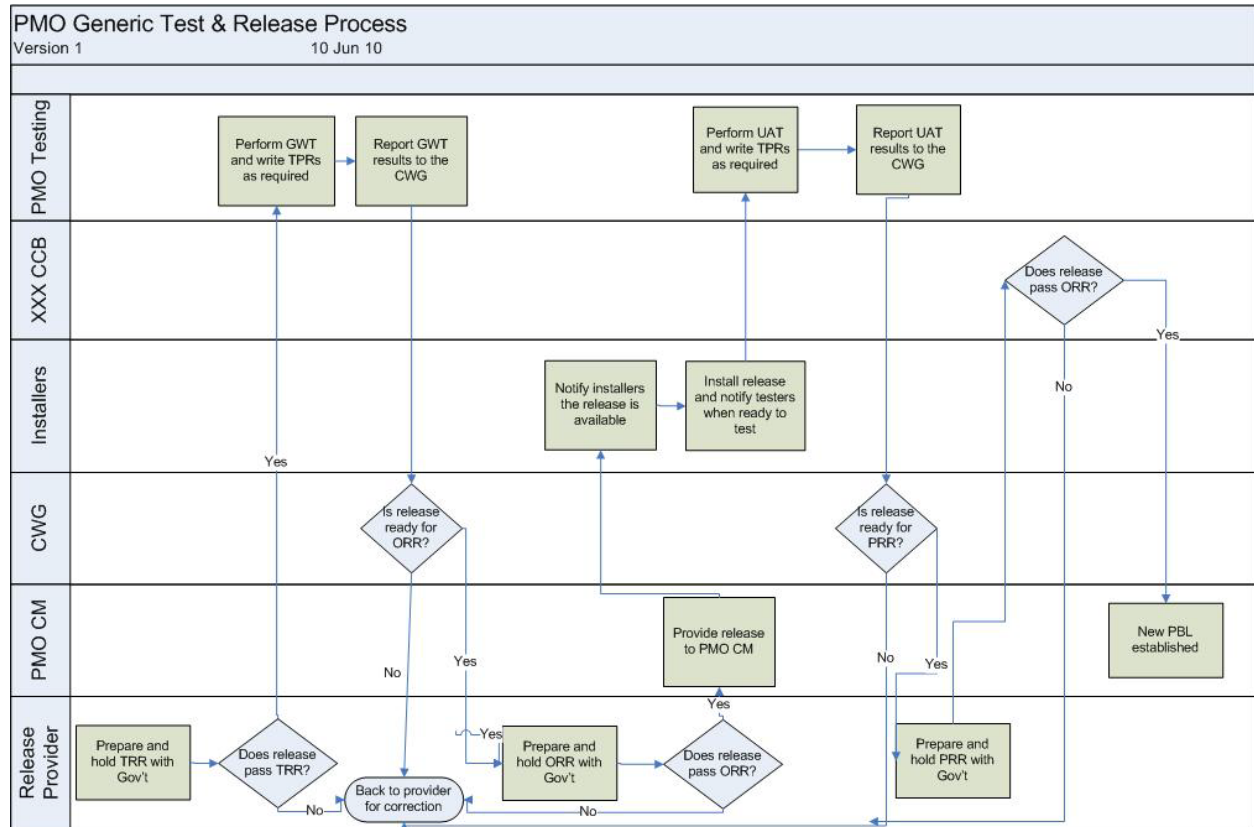 PMO Generic Test & Release Process
Version 1 10 Jun 10
PMO Testing
Perform GWT
and write TPRs
as required
Report GWT
results to the
CWG
Perform UAT
and write TPRs
as required
Report UAT
results to the
CWG
XXX CCB
Does release
pass ORR?
Yes
No
Installers
Notify installers
the release is
available
Install release
and notify testers
when ready to
test
Yes
CWG
Is release
ready for
ORR?
Is release
ready for
PRR?
PMO CM
No
Yes
Provide release
to PMO CM
No
Yes
New PBL
established
Release
Provider
Prepare and
hold TRR with
Gov't
Does release
pass TRR?
No
Back to provider
for correction
Yes
Prepare and
hold ORR with
Gov't
Does release
pass ORR?
Yes
No
Prepare and
hold PRR with
Gov't